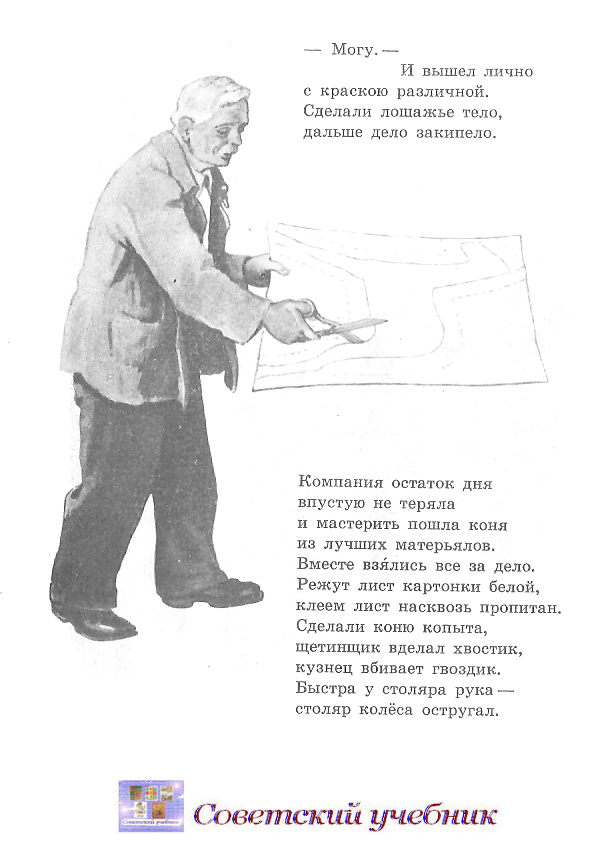 — Могу. —
И вышел лично
с краскою различной.
Сделали лошажье тело,
дальше дело закипело.
Компания остаток дня
впустую не теряла
и мастерить пошла коня
из лучших матерьялов.
Вместе взя́лись все за дело.
Режут лист картонки белой,
клеем лист насквозь пропитан.
Сделали коню копыта,
щетинщик вделал хвостик,
кузнец вбивает гвоздик.
Быстра у столяра рука —
столяр колёса остругал.
Советский учебник